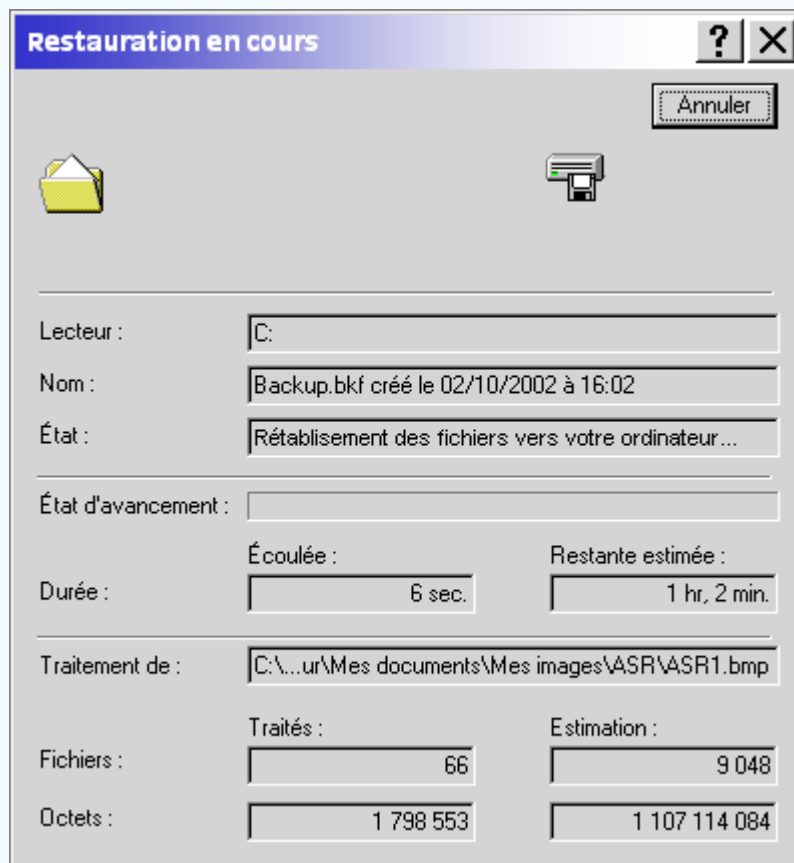 Restauration en cours
Annuler
Lecteur : C:
Nom : Backup.bkf créé le 02/10/2002 à 16:02
État : Rétablisement des fichiers vers votre ordinateur...
État d'avancement :
Écoulée : Restante estimée :
Durée : 6 sec. 1 hr, 2 min.
Traitement de : C:\...ur\Mes documents\Mes images\ASR\ASR1.bmp
Traités : Estimation :
Fichiers : 66 9 048
Octets : 1 798 553 1 107 114 084